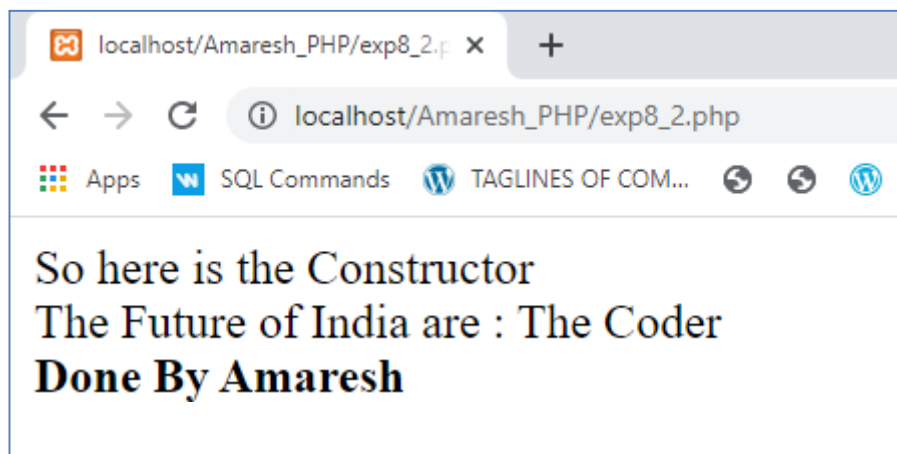 localhost/Amaresh_PHP/exp8_2.p
localhost/Amaresh_PHP/exp8_2.php
Apps SQL Commands TAGLINES OF COM...
So here is the Constructor
The Future of India are : The Coder
Done By Amaresh